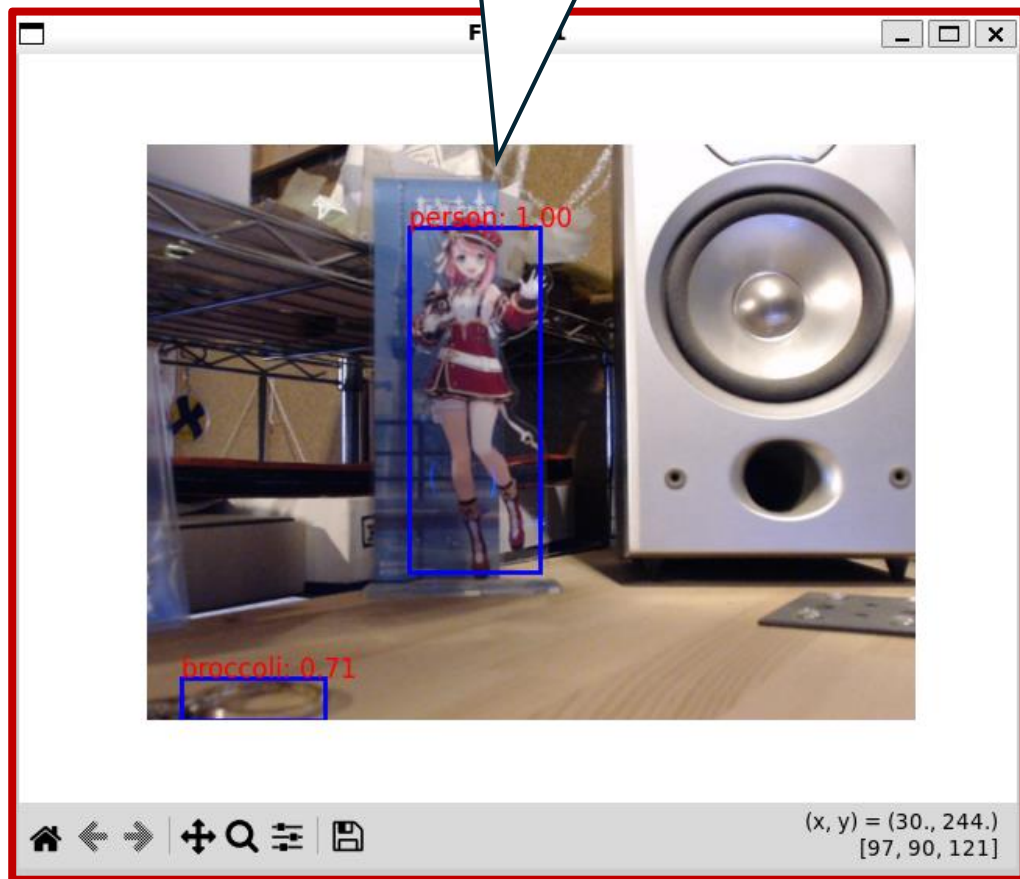 person: 1.00
broccoli: 0.71
(x, y) = (30., 244.)
[97, 90, 121]